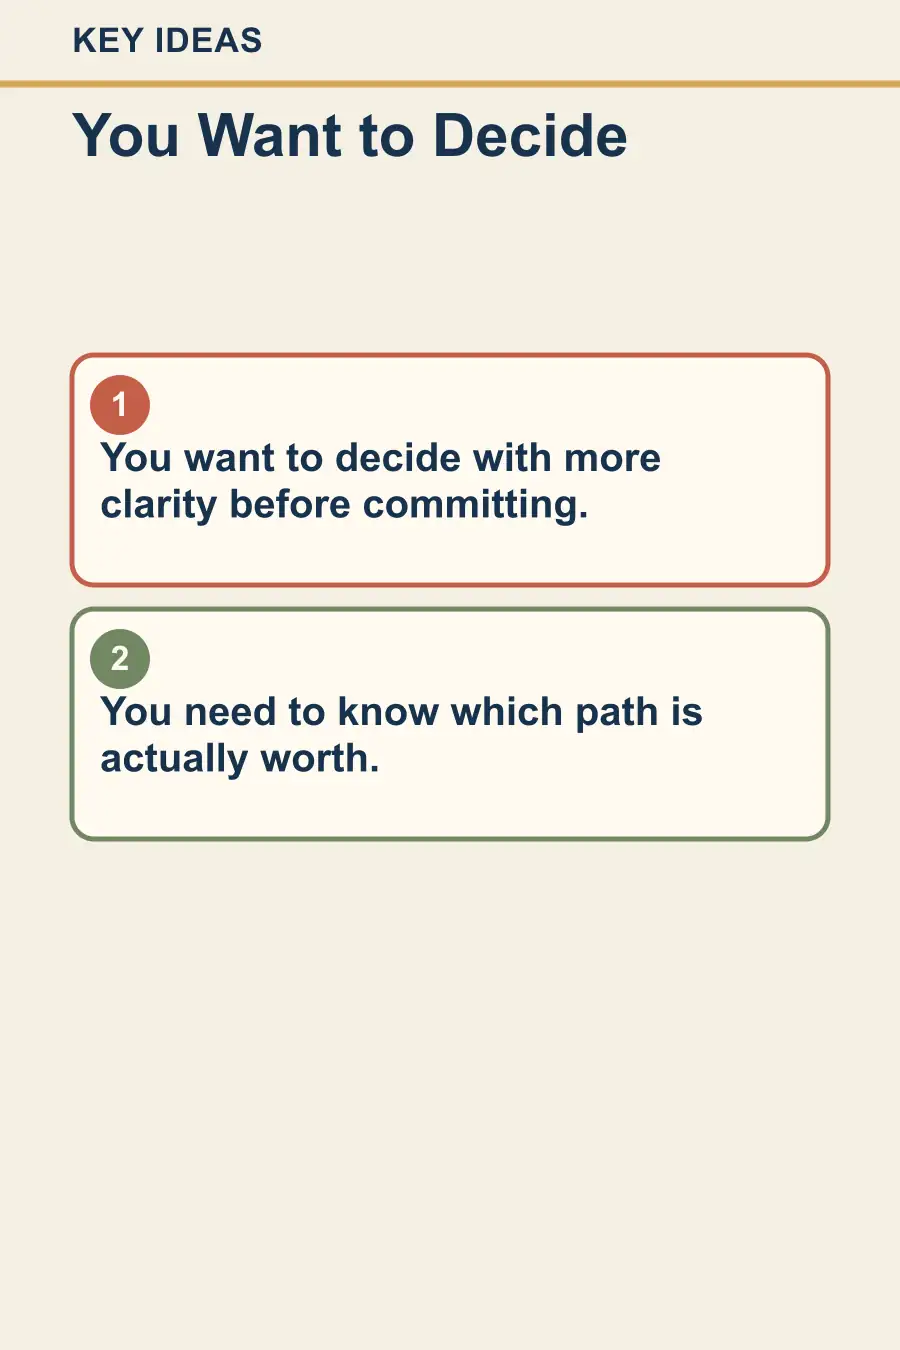 KEY IDEAS
You Want to Decide
1
You want to decide with more
clarity before committing.
2
You need to know which path is
actually worth.